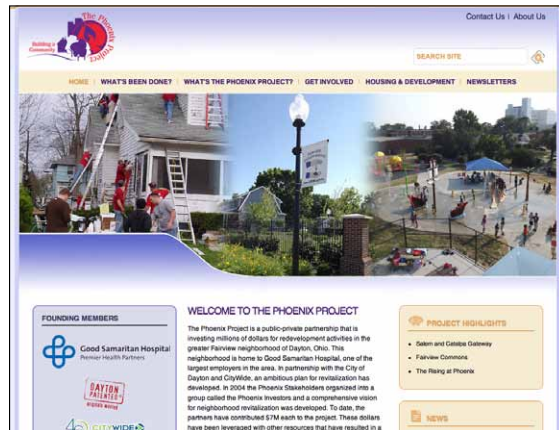 Contact Us | About Us
The Phoenix Project
Building a
Community
SEARCH SITE
HOME | WHAT'S BEEN DONE? | WHAT'S THE PHOENIX PROJECT? | GET INVOLVED | HOUSING & DEVELOPMENT | NEWSLETTERS
FOUNDING MEMBERS
Good Samaritan Hospital
Premier Health Partners
DAYTON
PATENTED
CITYWIDE
WELCOME TO THE PHOENIX PROJECT
The Phoenix Project is a public-private partnership that is
investing millions of dollars for redevelopment activities in the
greater Fairview neighborhood of Dayton, Ohio. This
neighborhood is home to Good Samaritan Hospital, one of the
largest employers in the area. In partnership with the City of
Dayton and CityWide, an ambitious plan for revitalization has
developed. In 2004 the Phoenix Stakeholders organized into a
group called the Phoenix Investors and a comprehensive vision
for neighborhood revitalization was developed. To date, the
partners have contributed $7M each to the project. These dollars
have been leveraged with other resources that have resulted in a
PROJECT HIGHLIGHTS
Salem and Catalpa Gateway
Fairview Commons
The Rising at Phoenix
NEWS